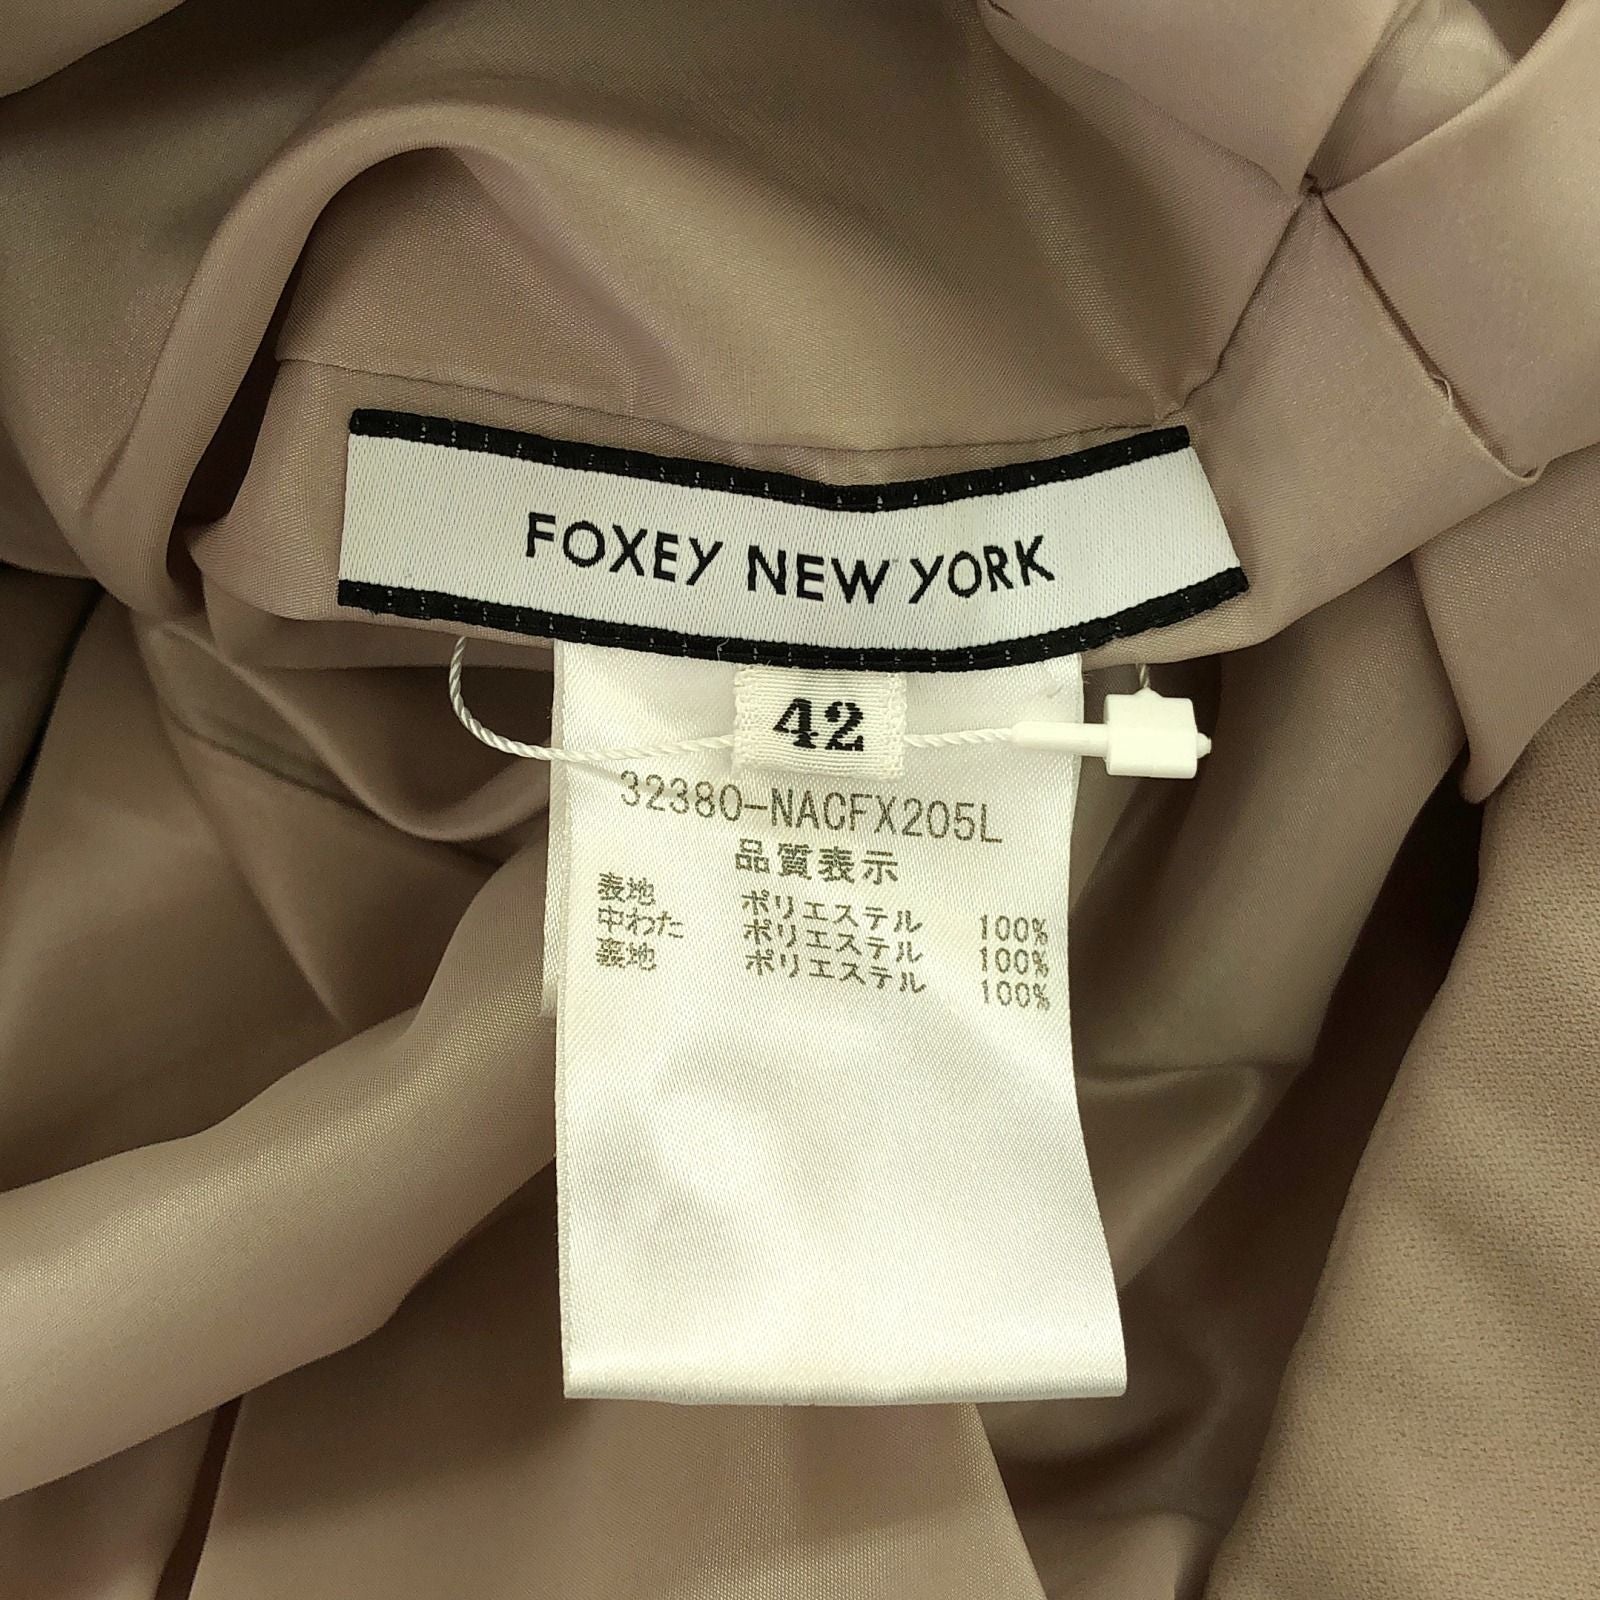 FOXEY NEW YORK
42
32380-NACFX205L
品質表示
表地 ポリエステル 100%
中わた ポリエステル 100%
裏地 ポリエステル 100%